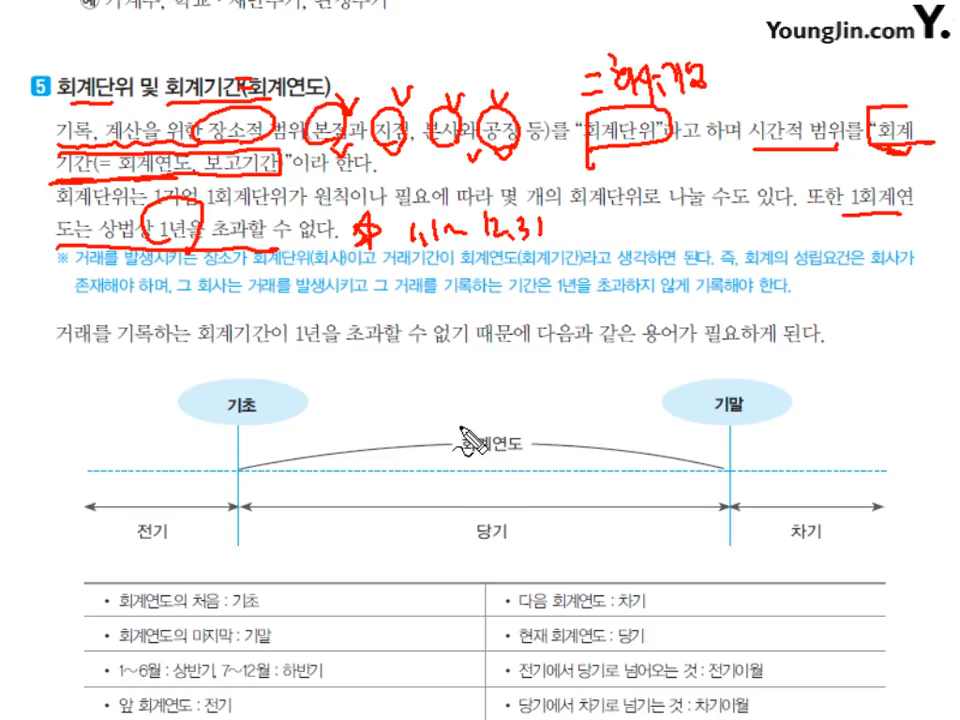 YoungJin.com Y.
5 회계단위 및 회계기간(회계연도)
= 회사, 기업
기록, 계산을 위한 장소적 범위(본점과 지점, 본사와 공장 등)를 “회계단위”라고 하며 시간적 범위를 “회계
기간(= 회계연도, 보고기간)”이라 한다.
회계단위는 1기업 1회계단위가 원칙이나 필요에 따라 몇 개의 회계단위로 나눌 수도 있다. 또한 1회계연
도는 상법상 1년을 초과할 수 없다. ☆ 1,1~ 12,31
※ 거래를 발생시키는 장소가 회계단위(회사)이고 거래기간이 회계연도(회계기간)라고 생각하면 된다. 즉, 회계의 성립요건은 회사가
존재해야 하며, 그 회사는 거래를 발생시키고 그 거래를 기록하는 기간은 1년을 초과하지 않게 기록해야 한다.
거래를 기록하는 회계기간이 1년을 초과할 수 없기 때문에 다음과 같은 용어가 필요하게 된다.
기초 기말
회계연도
전기 당기 차기
• 회계연도의 처음 : 기초 • 다음 회계연도 : 차기
• 회계연도의 마지막 : 기말 • 현재 회계연도 : 당기
• 1~6월 : 상반기, 7~12월 : 하반기 • 전기에서 당기로 넘어오는 것 : 전기이월
• 앞 회계연도 : 전기 • 당기에서 차기로 넘기는 것 : 차기이월